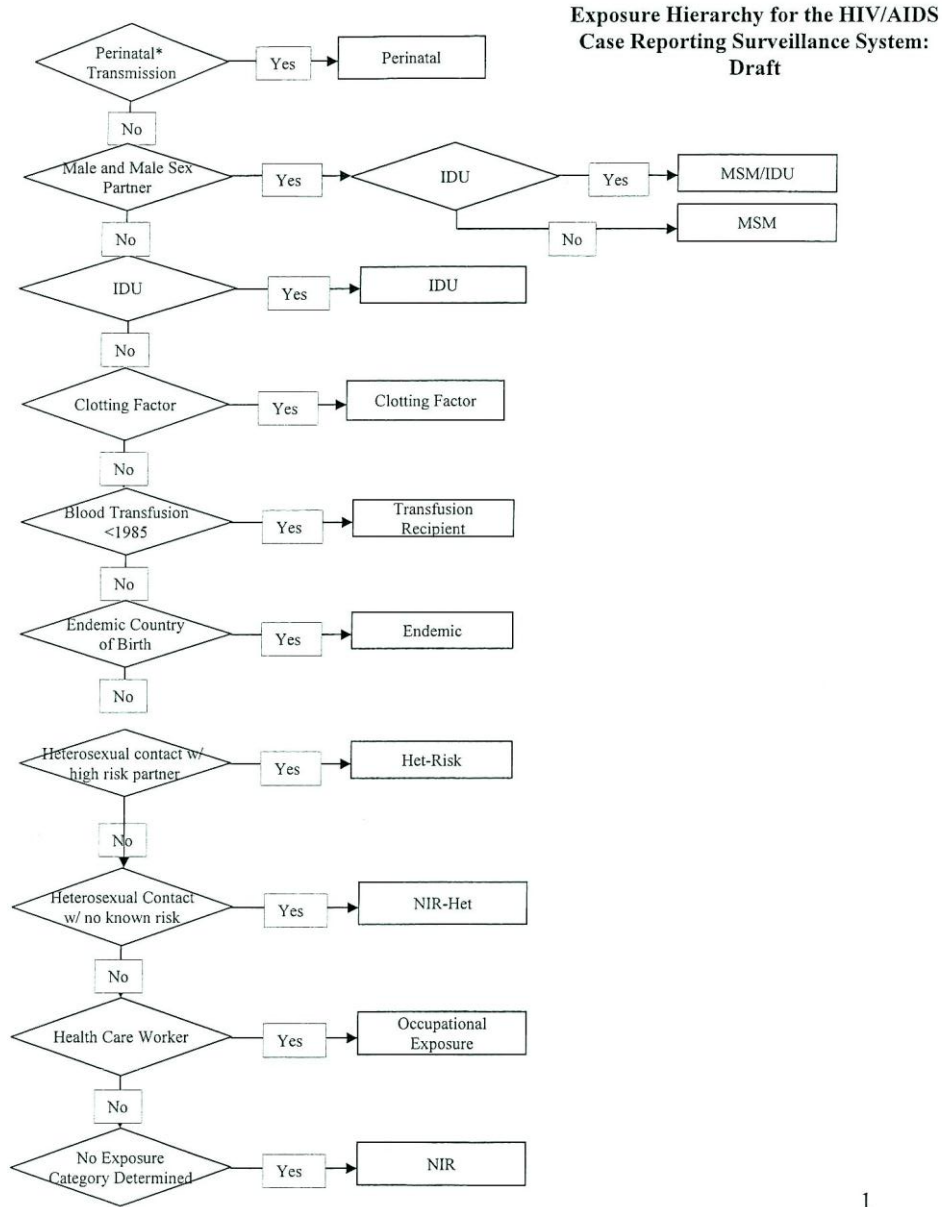 Exposure Hierarchy for the HIV/AIDS
Case Reporting Surveillance System:
Draft
Perinatal*
Transmission
Yes
Perinatal
No
Male and Male Sex
Partner
Yes
IDU
Yes
MSM/IDU
No
MSM
No
IDU
Yes
IDU
No
Clotting Factor
Yes
Clotting Factor
No
Blood Transfusion
<1985
Yes
Transfusion
Recipient
No
Endemic Country
of Birth
Yes
Endemic
No
Heterosexual contact w/
high risk partner
Yes
Het-Risk
No
Heterosexual Contact
w/ no known risk
Yes
NIR-Het
No
Health Care Worker
Yes
Occupational
Exposure
No
No Exposure
Category Determined
Yes
NIR
1